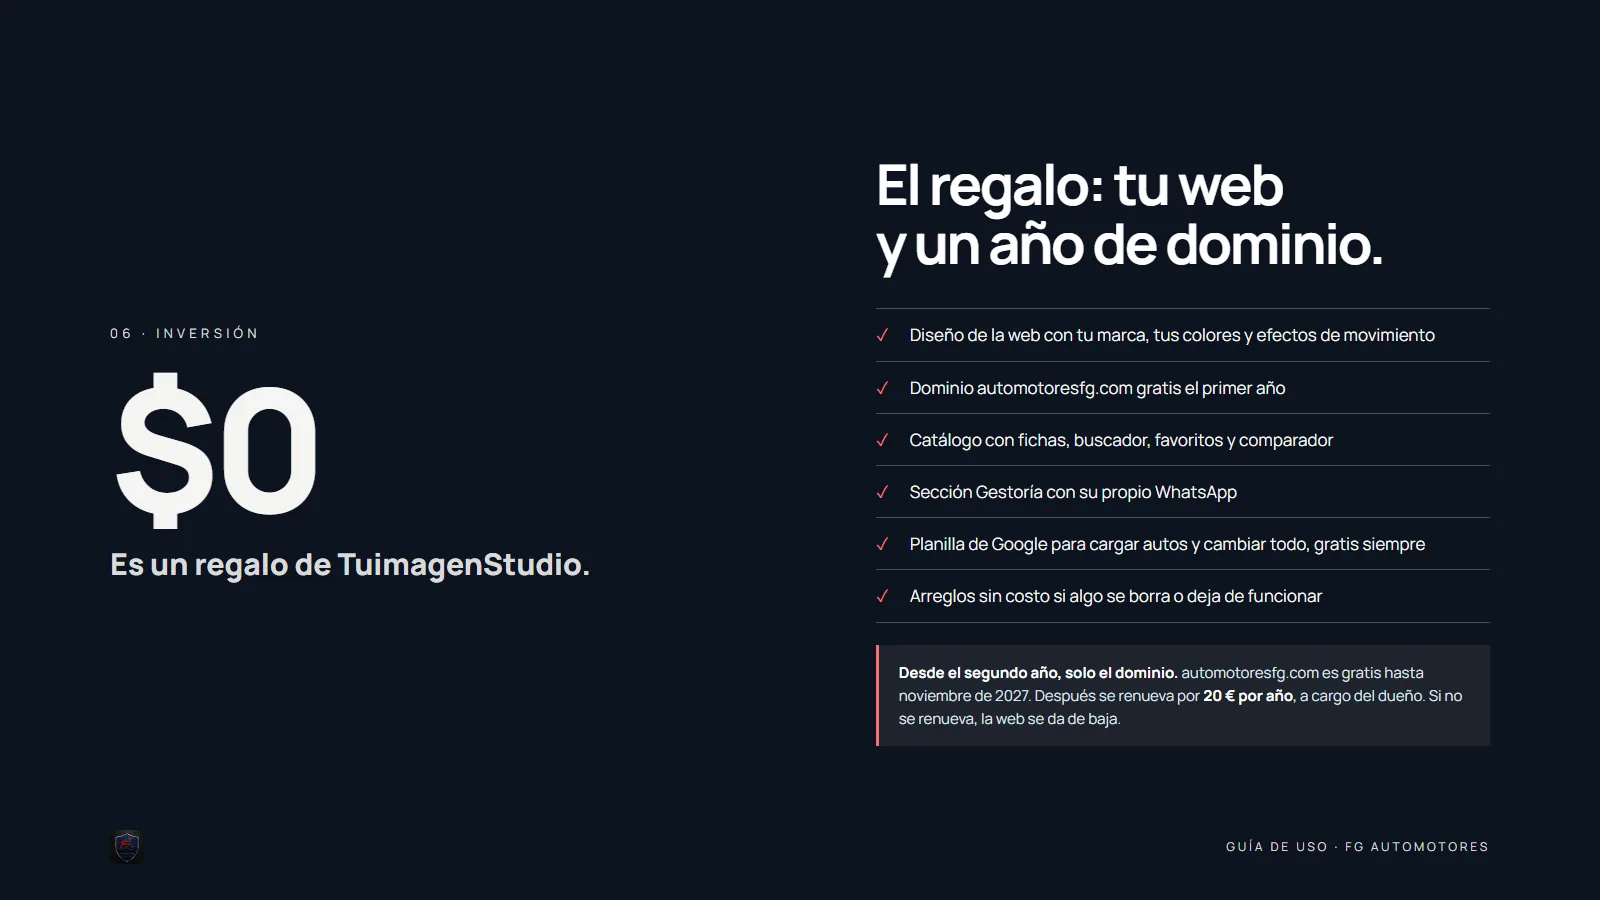 06 · INVERSIÓN
$0
Es un regalo de TuimagenStudio.
El regalo: tu web
y un año de dominio.
✓ Diseño de la web con tu marca, tus colores y efectos de movimiento
✓ Dominio automotoresfg.com gratis el primer año
✓ Catálogo con fichas, buscador, favoritos y comparador
✓ Sección Gestoría con su propio WhatsApp
✓ Planilla de Google para cargar autos y cambiar todo, gratis siempre
✓ Arreglos sin costo si algo se borra o deja de funcionar
Desde el segundo año, solo el dominio. automotoresfg.com es gratis hasta
noviembre de 2027. Después se renueva por 20 € por año, a cargo del dueño. Si no
se renueva, la web se da de baja.
GUÍA DE USO · FG AUTOMOTORES